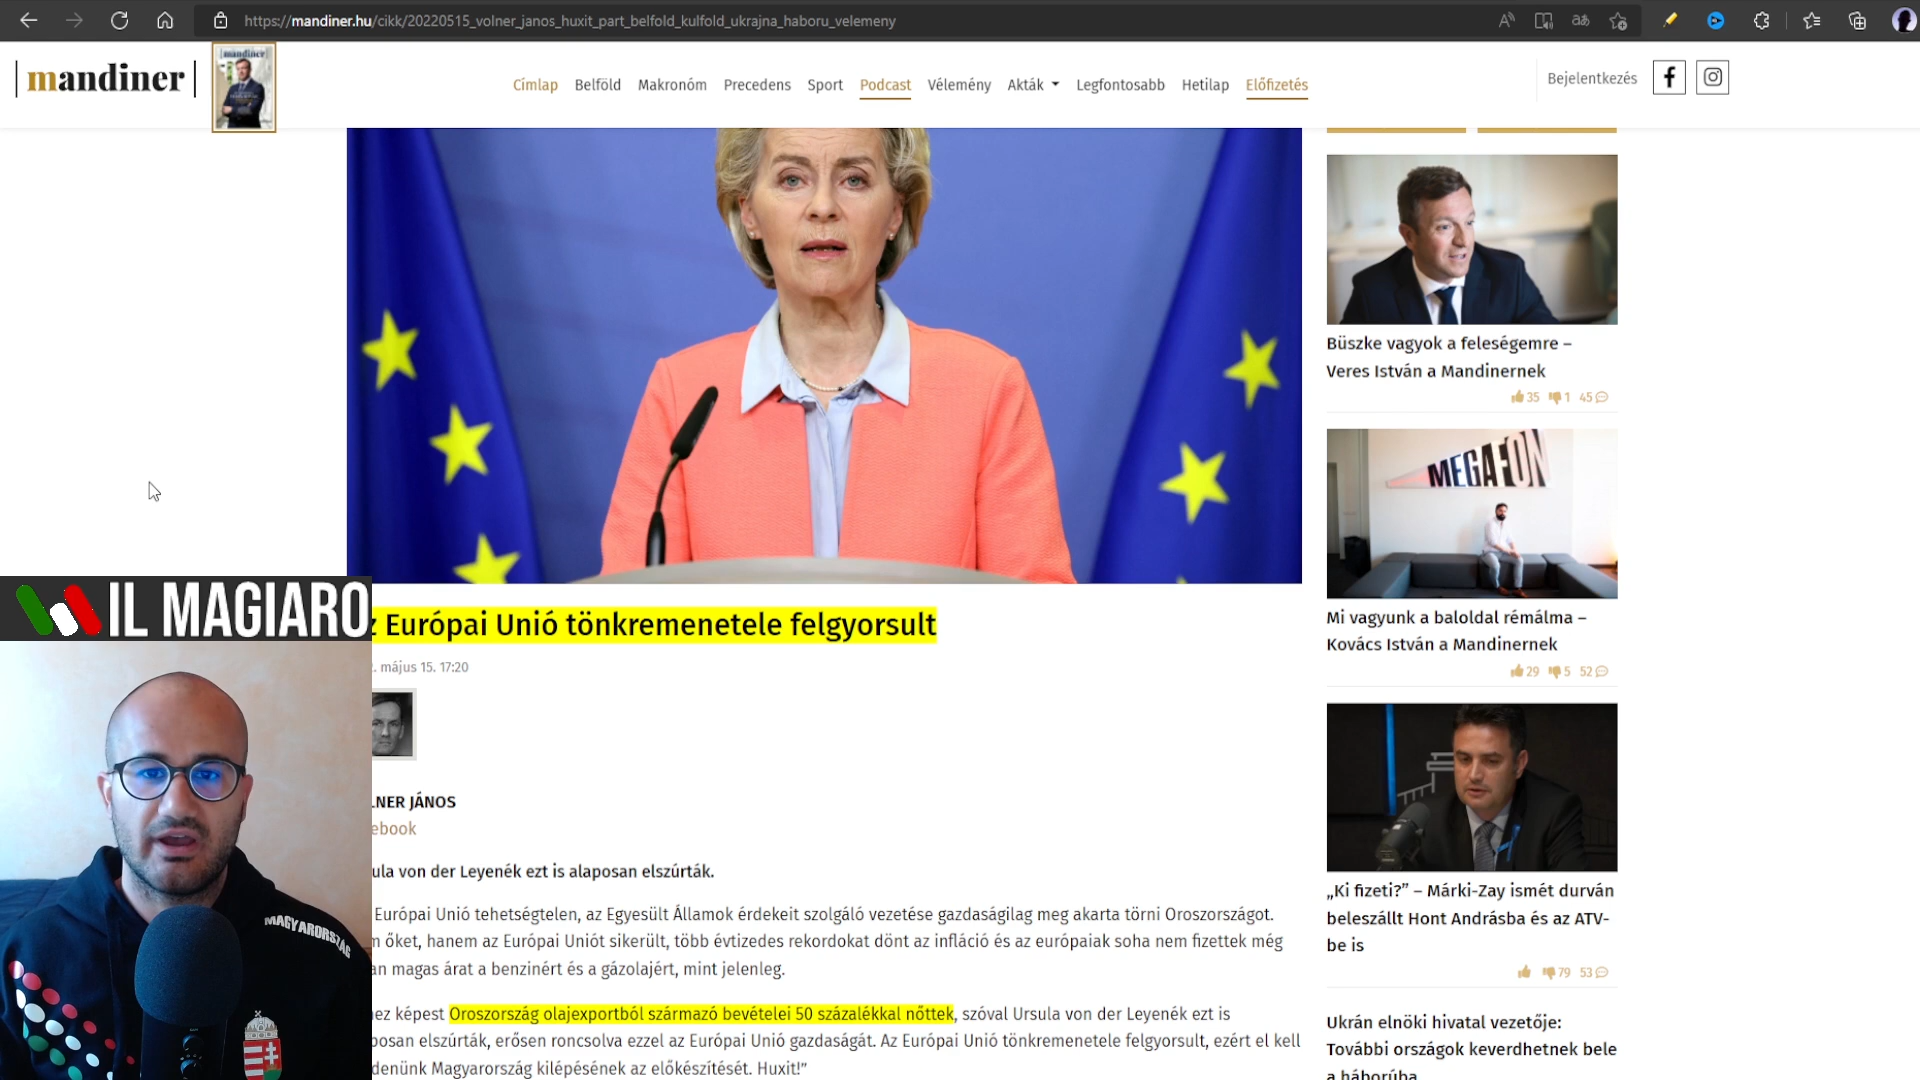 https://mandiner.hu/cikk/20220515_volner_janos_huxit_part_belfold_kulfold_ukrajna_haboru_velemeny
mandiner
mandiner
Címlap Belföld Makronóm Precedens Sport Podcast Vélemény Akták Legfontosabb Hetilap Előfizetés
Bejelentkezés
Büszke vagyok a feleségemre –
Veres István a Mandinernek
35 1 45
MEGAFON
Mi vagyunk a baloldal rémálma –
Kovács István a Mandinernek
29 5 52
„Ki fizeti?” – Márki-Zay ismét durván
beleszállt Hont Andrásba és az ATV-
be is
79 53
Ukrán elnöki hivatal vezetője:
További országok keverdhetnek bele
a háborúba
IL MAGIARO
z Európai Unió tönkremenetele felgyorsult
. május 15. 17:20
LNER JÁNOS
ebook
ula von der Leyenék ezt is alaposan elszúrták.
Európai Unió tehetségtelen, az Egyesült Államok érdekeit szolgáló vezetése gazdaságilag meg akarta törni Oroszországot.
m őket, hanem az Európai Uniót sikerült, több évtizedes rekordokat dönt az infláció és az európaiak soha nem fizettek még
an magas árat a benzinért és a gázolajért, mint jelenleg.
ez képest Oroszország olajexportból származó bevételei 50 százalékkal nőttek, szóval Ursula von der Leyenék ezt is
posan elszúrták, erősen roncsolva ezzel az Európai Unió gazdaságát. Az Európai Unió tönkremenetele felgyorsult, ezért el kell
denünk Magyarország kilépésének az előkészítését. Huxit!”
MAGYARORSZÁG